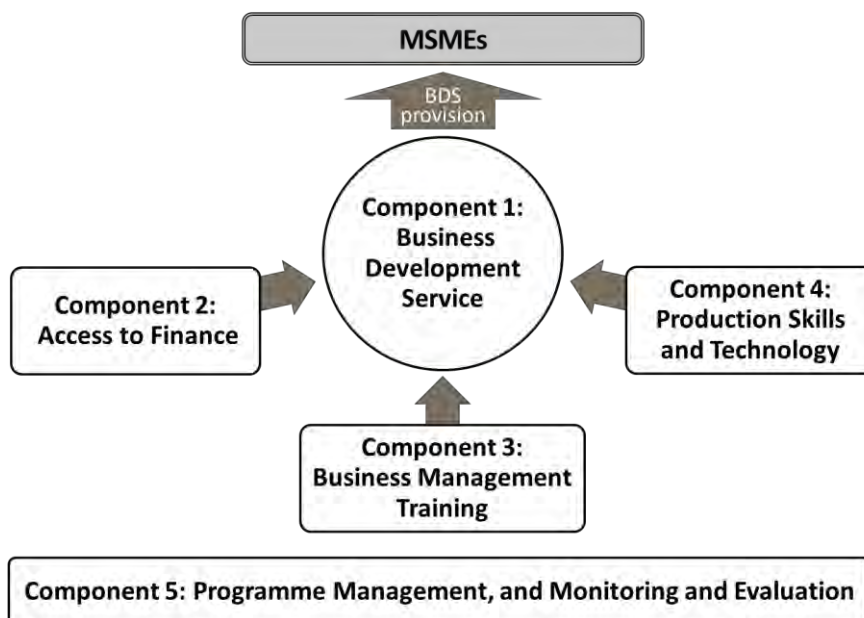 MSMEs
BDS
provision
Component 1:
Business
Development
Service
Component 2:
Access to Finance
Component 4:
Production Skills
and Technology
Component 3:
Business Management
Training
Component 5: Programme Management, and Monitoring and Evaluation